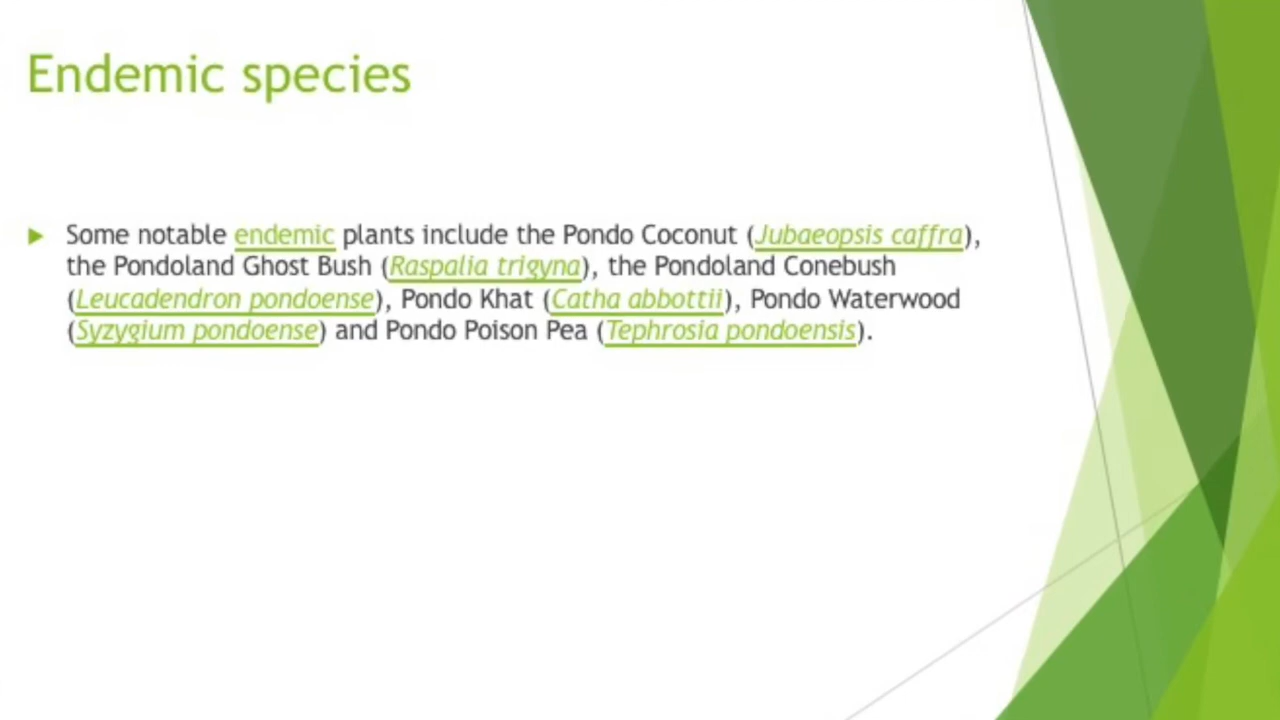 Endemic species
Some notable endemic plants include the Pondo Coconut (Jubaeopsis caffra),
the Pondoland Ghost Bush (Raspalia trigyna), the Pondoland Conebush
(Leucadendron pondoense), Pondo Khat (Catha abbottii), Pondo Waterwood
(Syzygium pondoense) and Pondo Poison Pea (Tephrosia pondoensis).